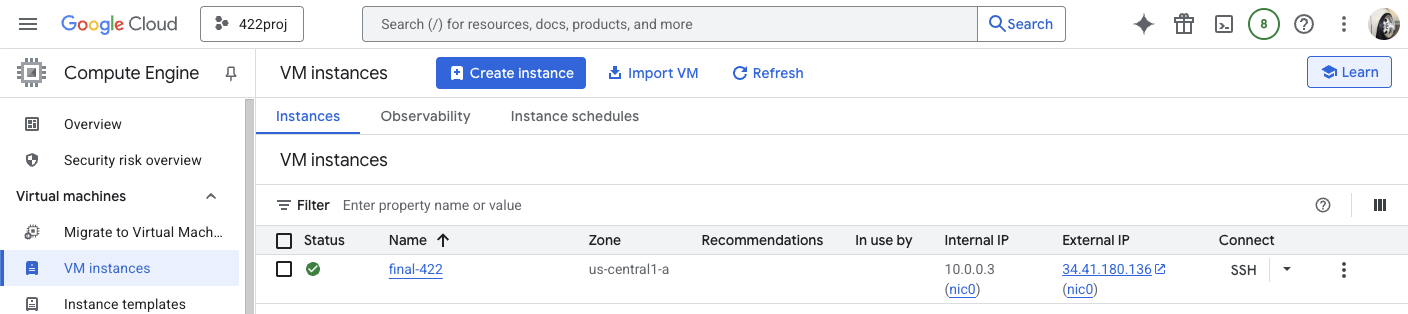 Google Cloud
422proj
Search (/) for resources, docs, products, and more
Search
8
Compute Engine
VM instances
Create instance
Import VM
Refresh
Learn
Overview
Security risk overview
Virtual machines
Migrate to Virtual Mach...
VM instances
Instance templates
Instances
Observability
Instance schedules
VM instances
Filter
Enter property name or value
Status Name Zone Recommendations In use by Internal IP External IP Connect
final-422 us-central1-a 10.0.0.3 34.41.180.136 SSH
(nic0) (nic0)